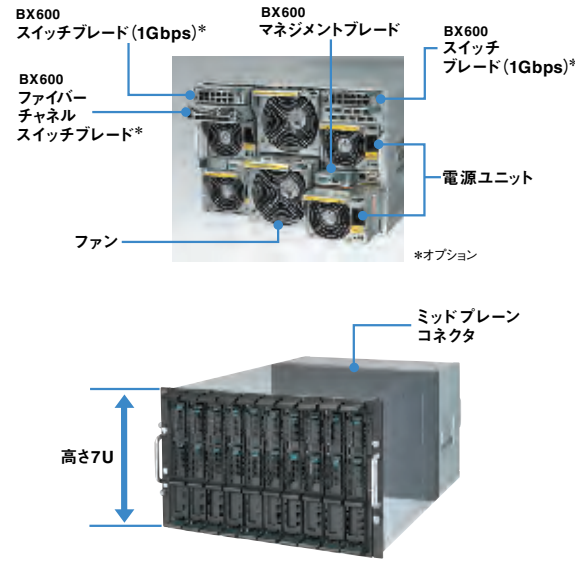 BX600
スイッチブレード（1Gbps）*
BX600
マネジメントブレード
BX600
スイッチ
ブレード（1Gbps）*
BX600
ファイバー
チャネル
スイッチブレード*
電源ユニット
ファン
*オプション
ミッドプレーン
コネクタ
高さ7U